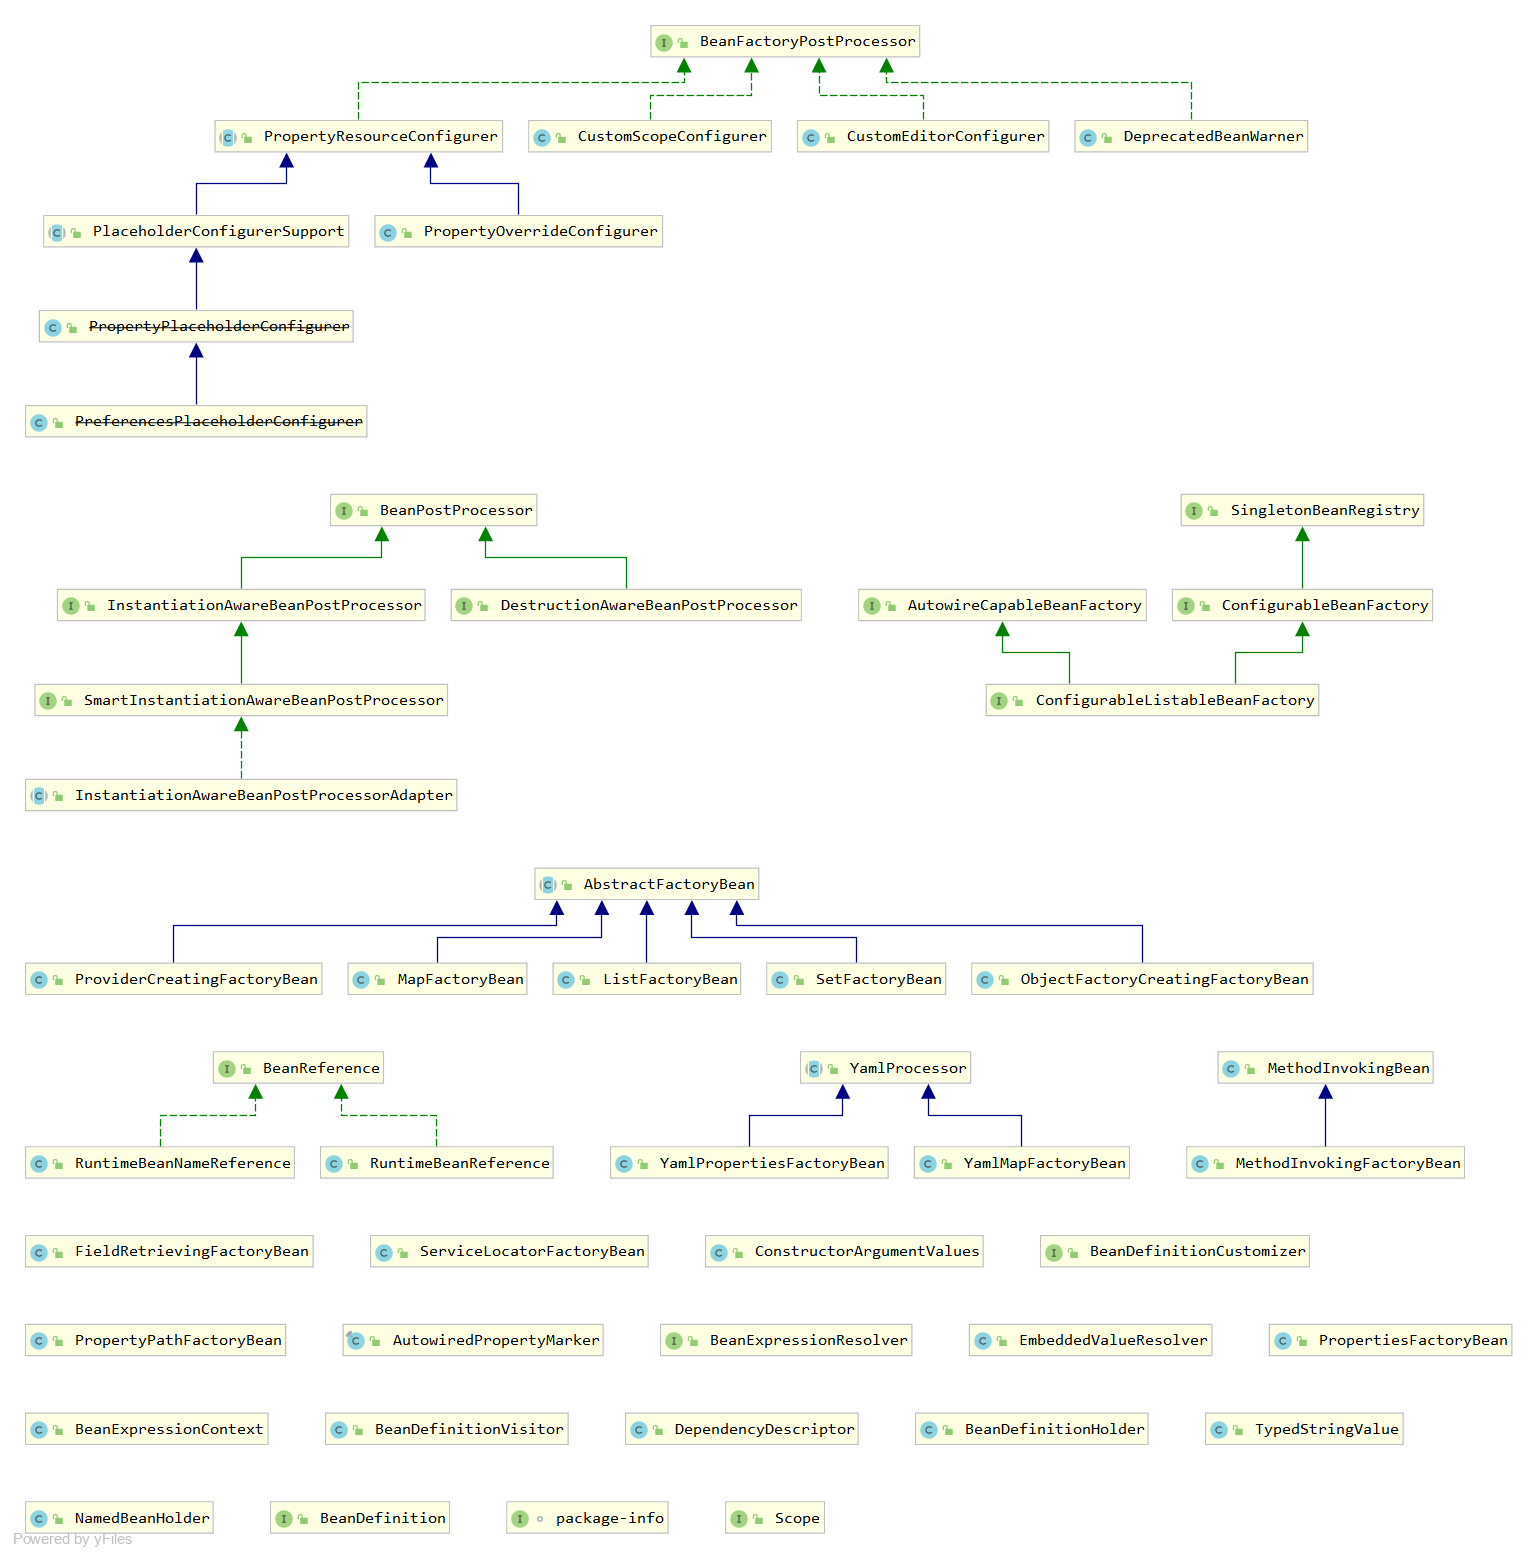 BeanFactoryPostProcessor
PropertyResourceConfigurer
CustomScopeConfigurer
CustomEditorConfigurer
DeprecatedBeanWarner
PlaceholderConfigurerSupport
PropertyOverrideConfigurer
PropertyPlaceholderConfigurer
PreferencesPlaceholderConfigurer
BeanPostProcessor
SingletonBeanRegistry
InstantiationAwareBeanPostProcessor
DestructionAwareBeanPostProcessor
AutowireCapableBeanFactory
ConfigurableBeanFactory
SmartInstantiationAwareBeanPostProcessor
ConfigurableListableBeanFactory
InstantiationAwareBeanPostProcessorAdapter
AbstractFactoryBean
ProviderCreatingFactoryBean
MapFactoryBean
ListFactoryBean
SetFactoryBean
ObjectFactoryCreatingFactoryBean
BeanReference
YamlProcessor
MethodInvokingBean
RuntimeBeanNameReference
RuntimeBeanReference
YamlPropertiesFactoryBean
YamlMapFactoryBean
MethodInvokingFactoryBean
FieldRetrievingFactoryBean
ServiceLocatorFactoryBean
ConstructorArgumentValues
BeanDefinitionCustomizer
PropertyPathFactoryBean
AutowiredPropertyMarker
BeanExpressionResolver
EmbeddedValueResolver
PropertiesFactoryBean
BeanExpressionContext
BeanDefinitionVisitor
DependencyDescriptor
BeanDefinitionHolder
TypedStringValue
NamedBeanHolder
BeanDefinition
package-info
Scope
Powered by yFiles